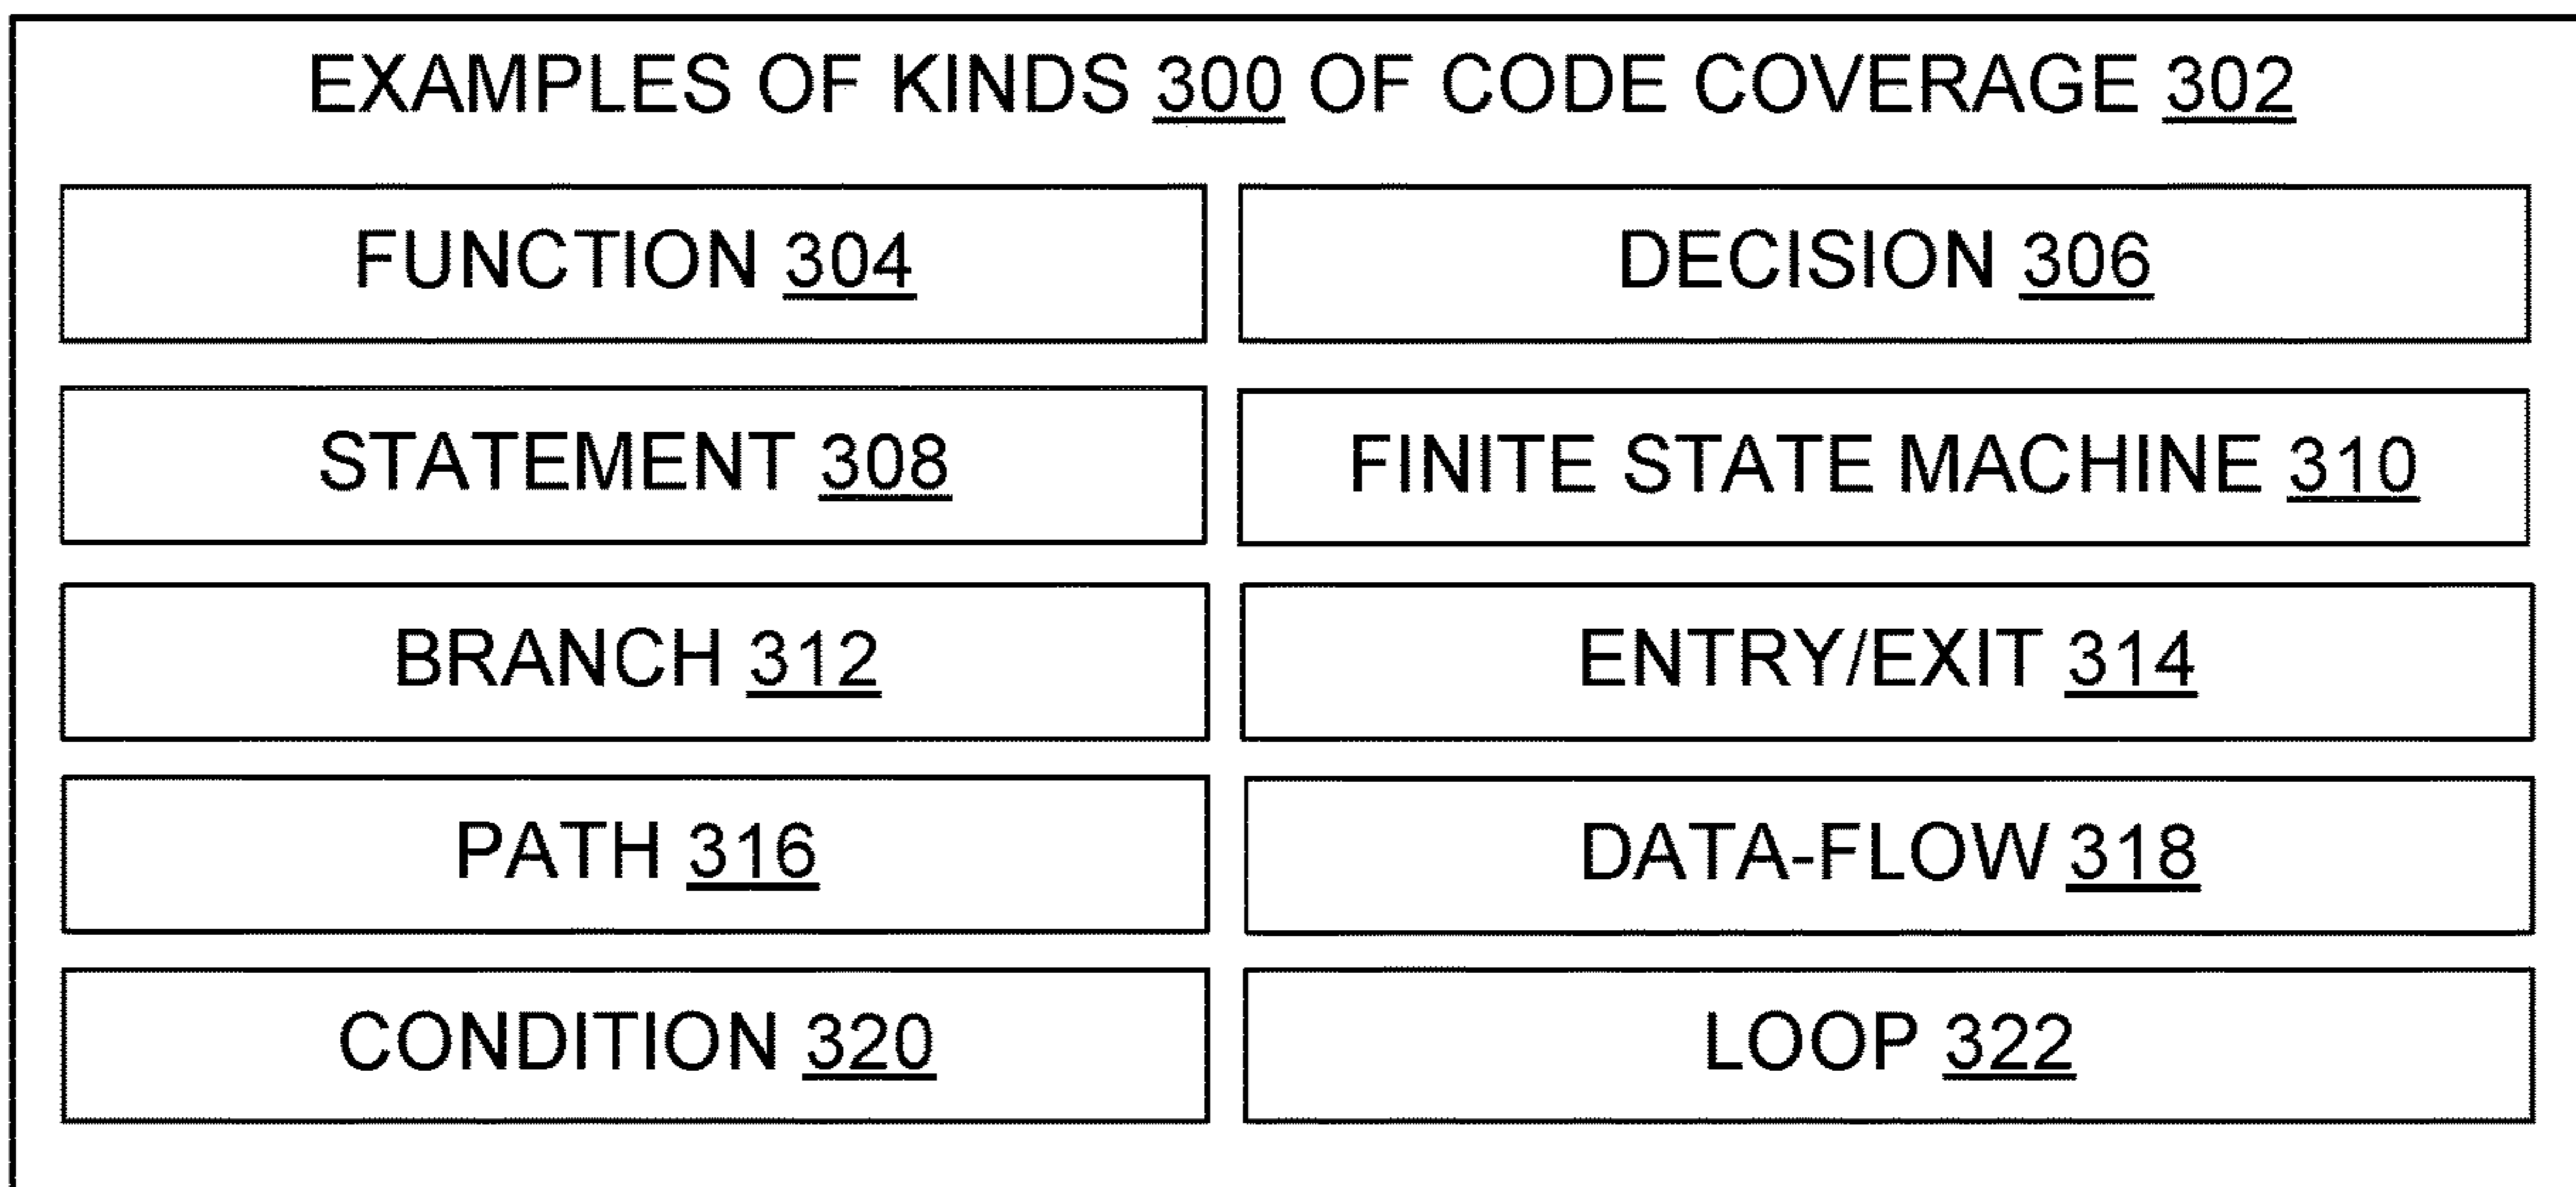 EXAMPLES OF KINDS 300 OF CODE COVERAGE 302
FUNCTION 304
DECISION 306
STATEMENT 308
FINITE STATE MACHINE 310
BRANCH 312
ENTRY/EXIT 314
PATH 316
DATA-FLOW 318
CONDITION 320
LOOP 322